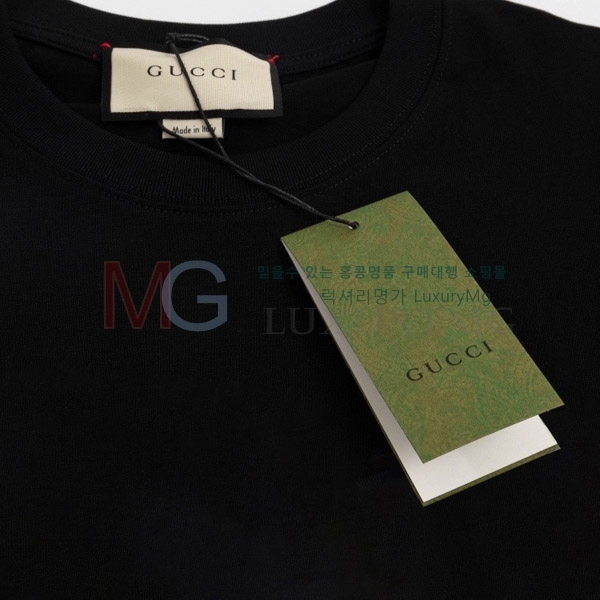 GUCCI
Made in Italy
믿을수 있는 홍콩명품 구매대행 쇼핑몰
럭셔리명가 LuxuryMg
MG
GUCCI